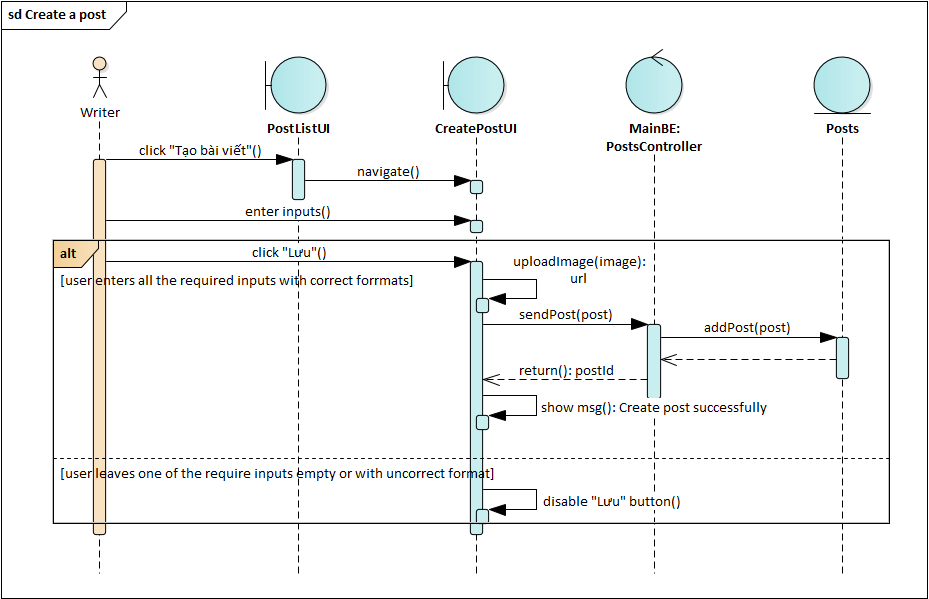 sd Create a post
Writer
PostListUI
CreatePostUI
MainBE:
PostsController
Posts
click "Tạo bài viết"()
navigate()
enter inputs()
alt
click "Lưu"()
[user enters all the required inputs with correct forrmats]
uploadImage(image):
url
sendPost(post)
addPost(post)
return(): postId
show msg(): Create post successfully
[user leaves one of the require inputs empty or with uncorrect format]
disable "Lưu" button()